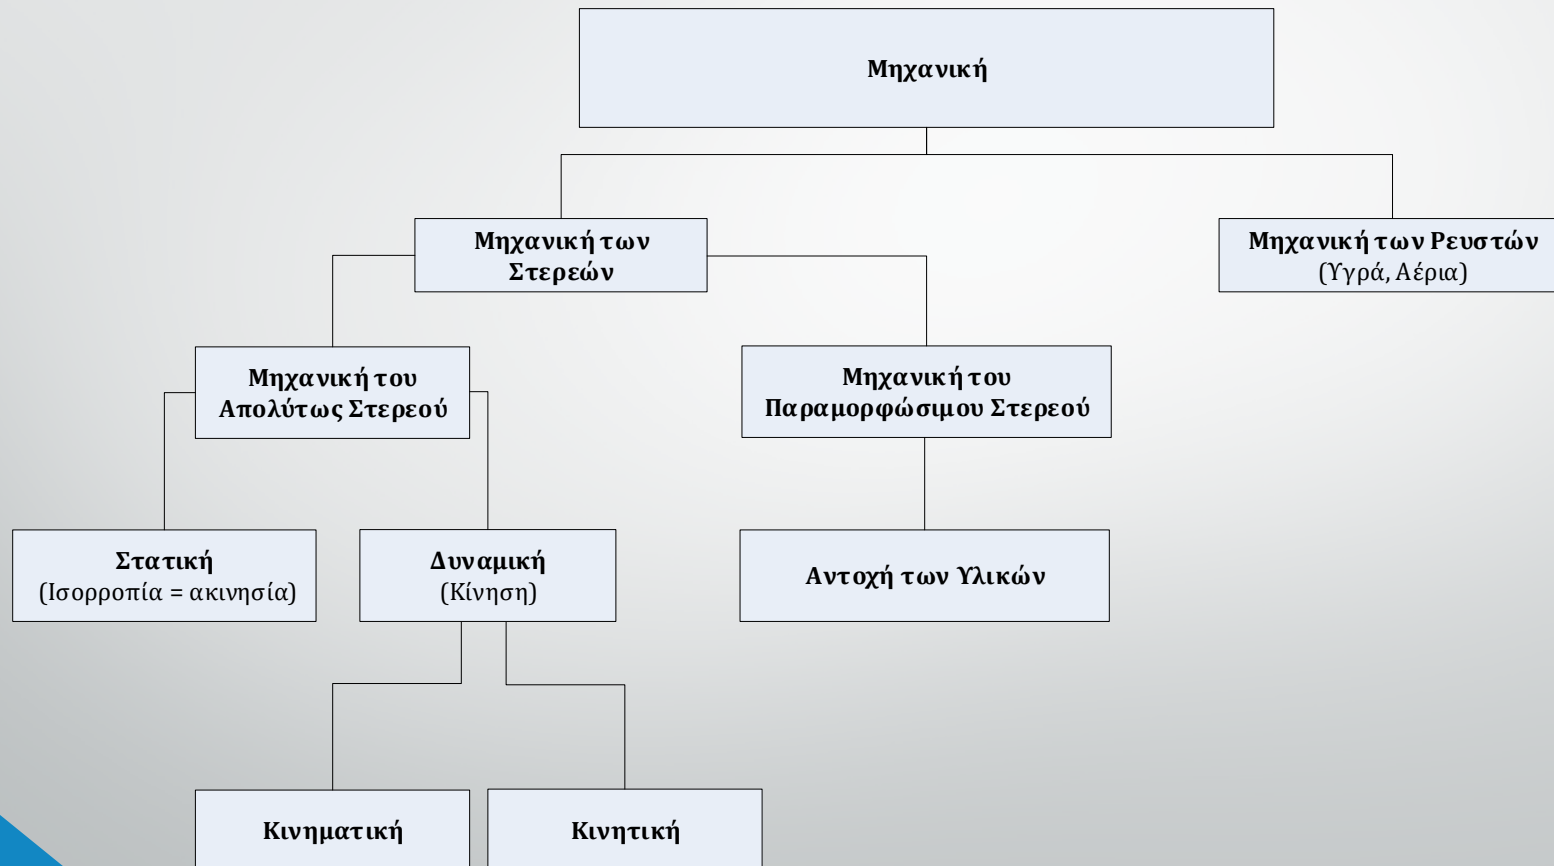 Μηχανική
Μηχανική των
Στερεών
Μηχανική των Ρευστών
(Υγρά, Αέρια)
Μηχανική του
Απολύτως Στερεού
Μηχανική του
Παραμορφώσιμου Στερεού
Στατική
(Ισορροπία = ακινησία)
Δυναμική
(Κίνηση)
Αντοχή των Υλικών
Κινηματική
Κινητική